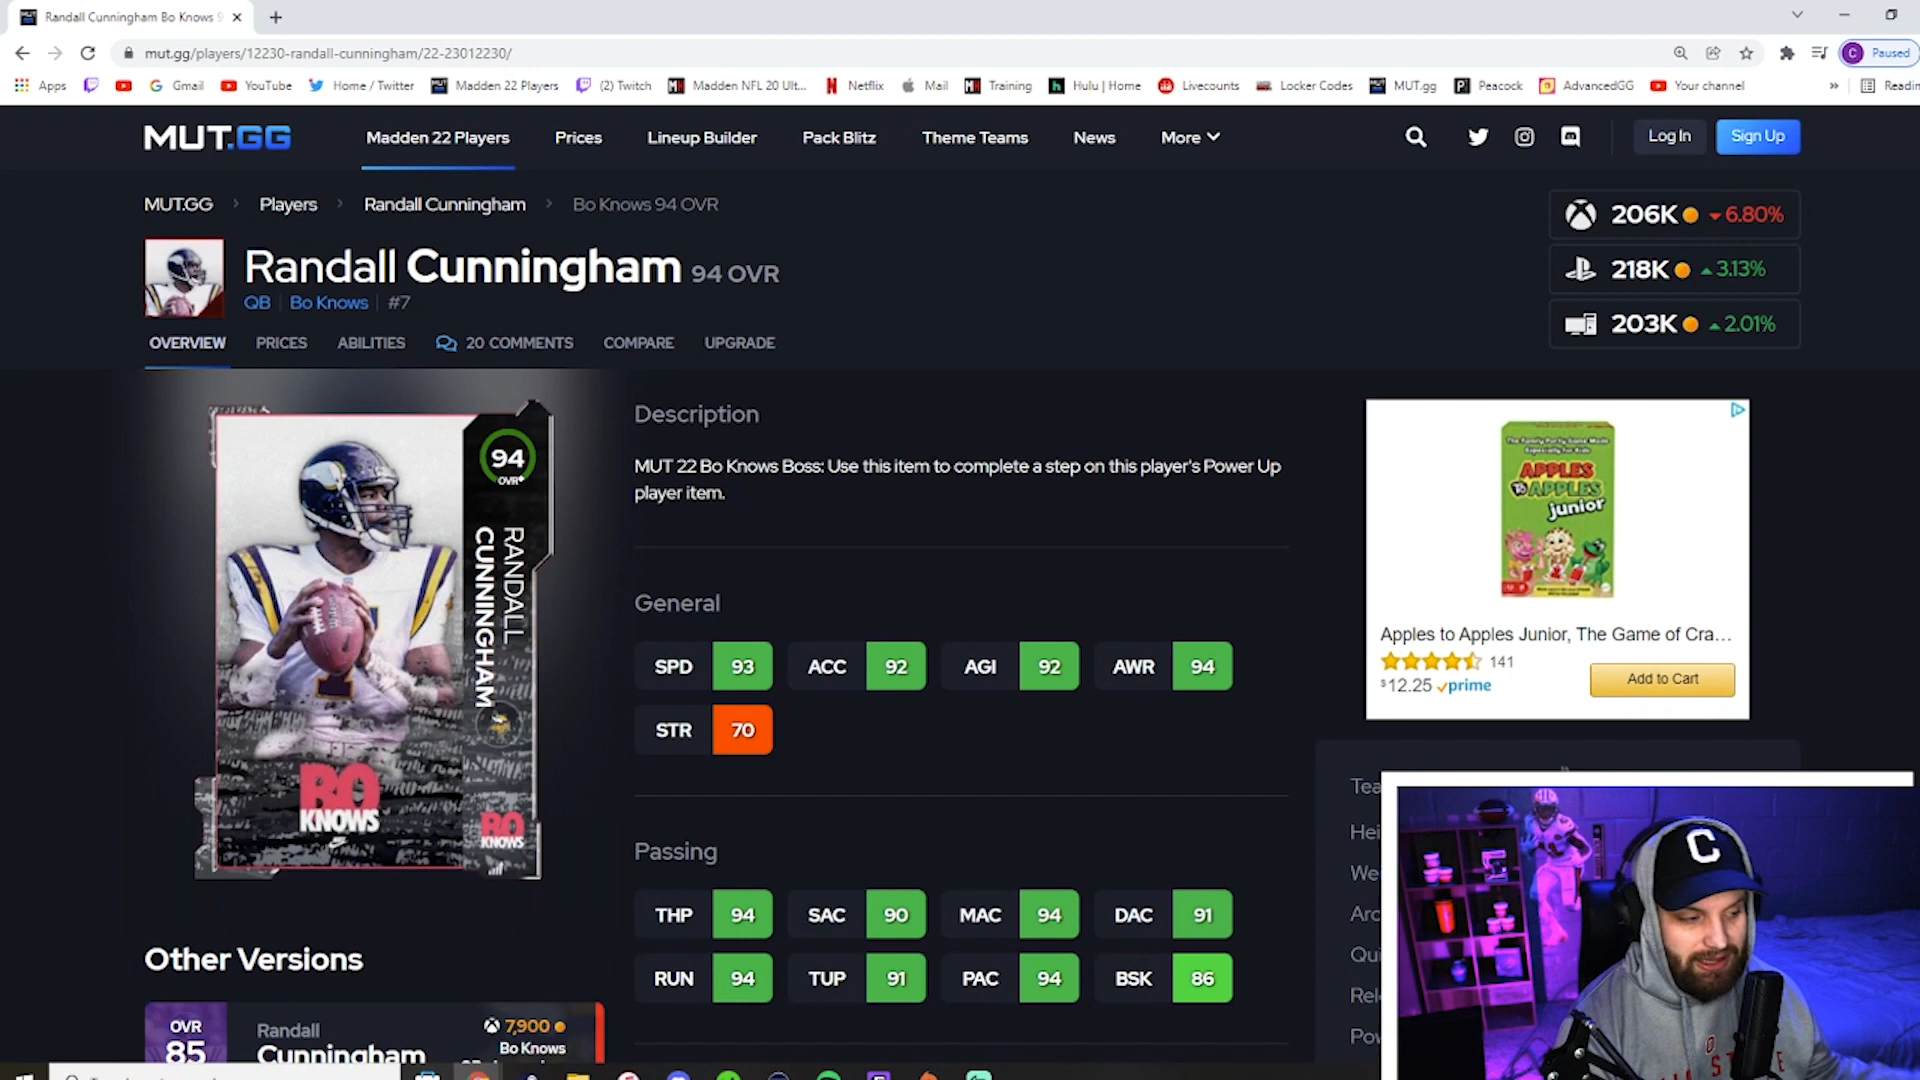 Randall Cunningham Bo Knows
mut.gg/players/12230-randall-cunningham/22-23012230/
C Paused
Apps Gmail YouTube Home / Twitter Madden 22 Players (2) Twitch Madden NFL 20 Ult... Netflix Mail Training Hulu | Home Livecounts Locker Codes MUT.gg Peacock AdvancedGG Your channel » Readin
MUT.GG Madden 22 Players Prices Lineup Builder Pack Blitz Theme Teams News More Log In Sign Up
MUT.GG Players Randall Cunningham Bo Knows 94 OVR
206K 6.80%
Randall Cunningham 94 OVR
218K 3.13%
QB Bo Knows #7
203K 2.01%
OVERVIEW PRICES ABILITIES 20 COMMENTS COMPARE UPGRADE
94
OVR
RANDALL
CUNNINGHAM
BO
KNOWS
BO
KNOWS
Description
MUT 22 Bo Knows Boss: Use this item to complete a step on this player's Power Up
player item.
General
SPD 93 ACC 92 AGI 92 AWR 94
STR 70
Passing
THP 94 SAC 90 MAC 94 DAC 91
RUN 94 TUP 91 PAC 94 BSK 86
APPLES
TO APPLES
junior
Apples to Apples Junior, The Game of Cra...
141
$12.25 prime
Add to Cart
Tea
Hei
We
Arc
Qui
Rel
Pow
C
Other Versions
OVR
85
Randall
Cunningham
7,900
Bo Knows